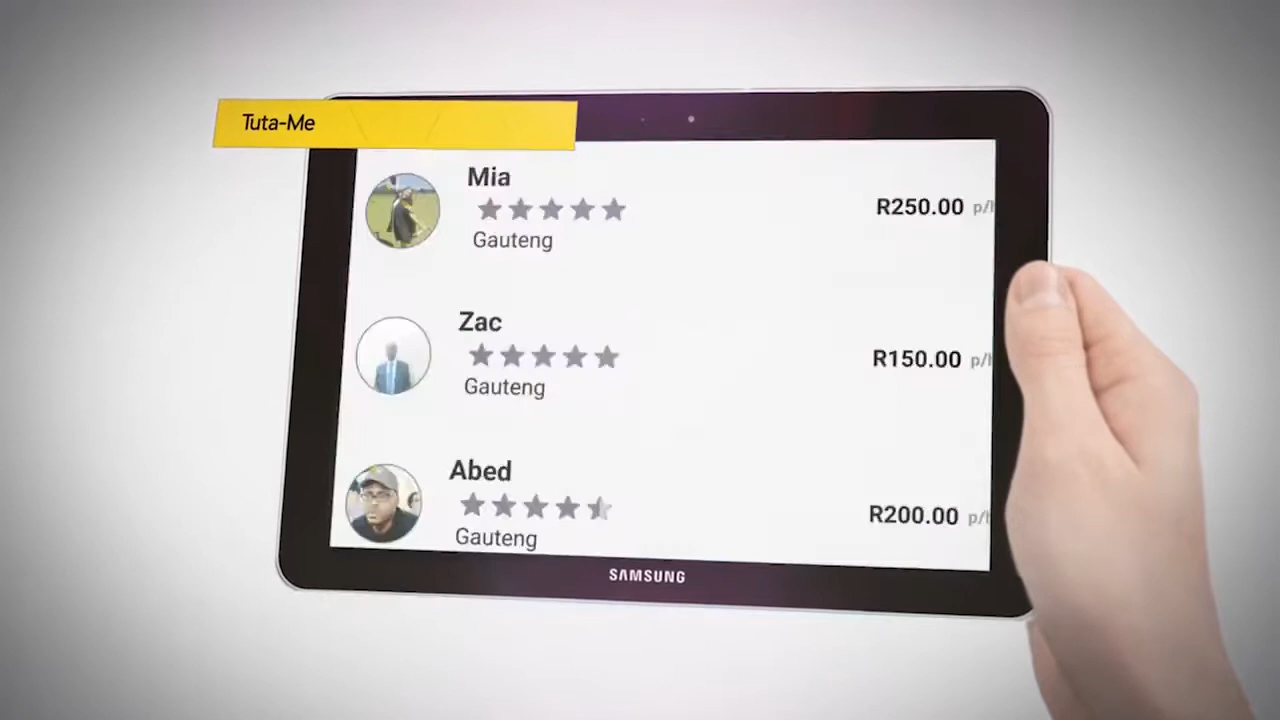 Tuta-Me
Mia
Gauteng
R250.00 p/h
Zac
Gauteng
R150.00 p/h
Abed
Gauteng
R200.00 p/h
SAMSUNG